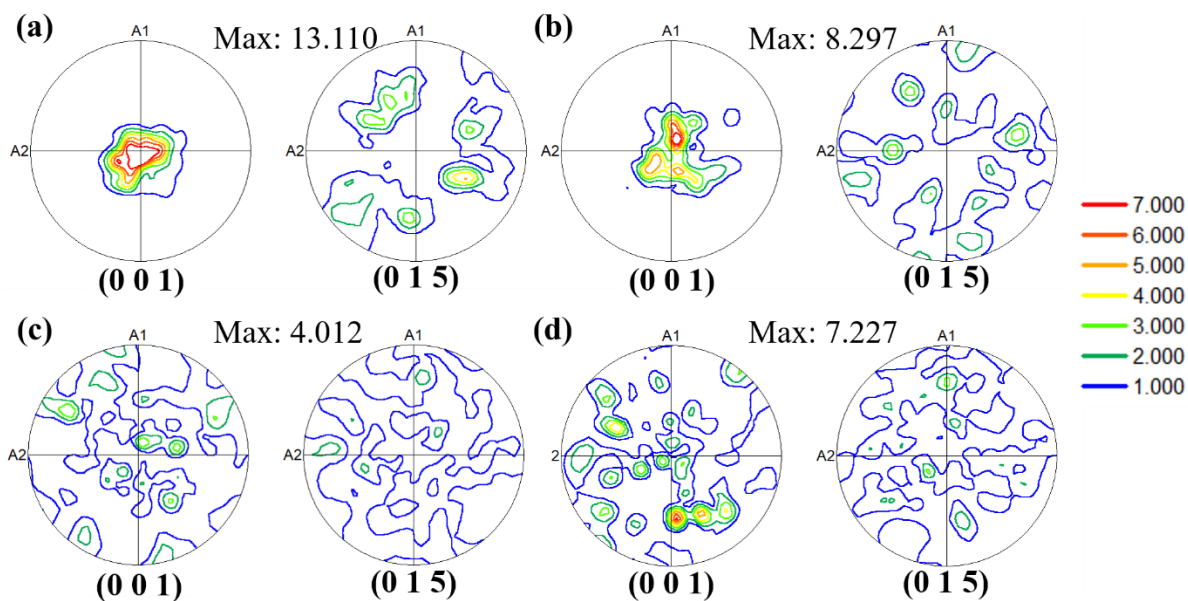 (a)
A1
Max: 13.110
A1
A2
(0 0 1)
(0 1 5)
(b)
A1
Max: 8.297
A1
A2
A2
(0 0 1)
(0 1 5)
7.000
6.000
5.000
4.000
3.000
2.000
1.000
(c)
A1
Max: 4.012
A1
A2
A2
(0 0 1)
(0 1 5)
(d)
A1
Max: 7.227
A1
2
A2
(0 0 1)
(0 1 5)